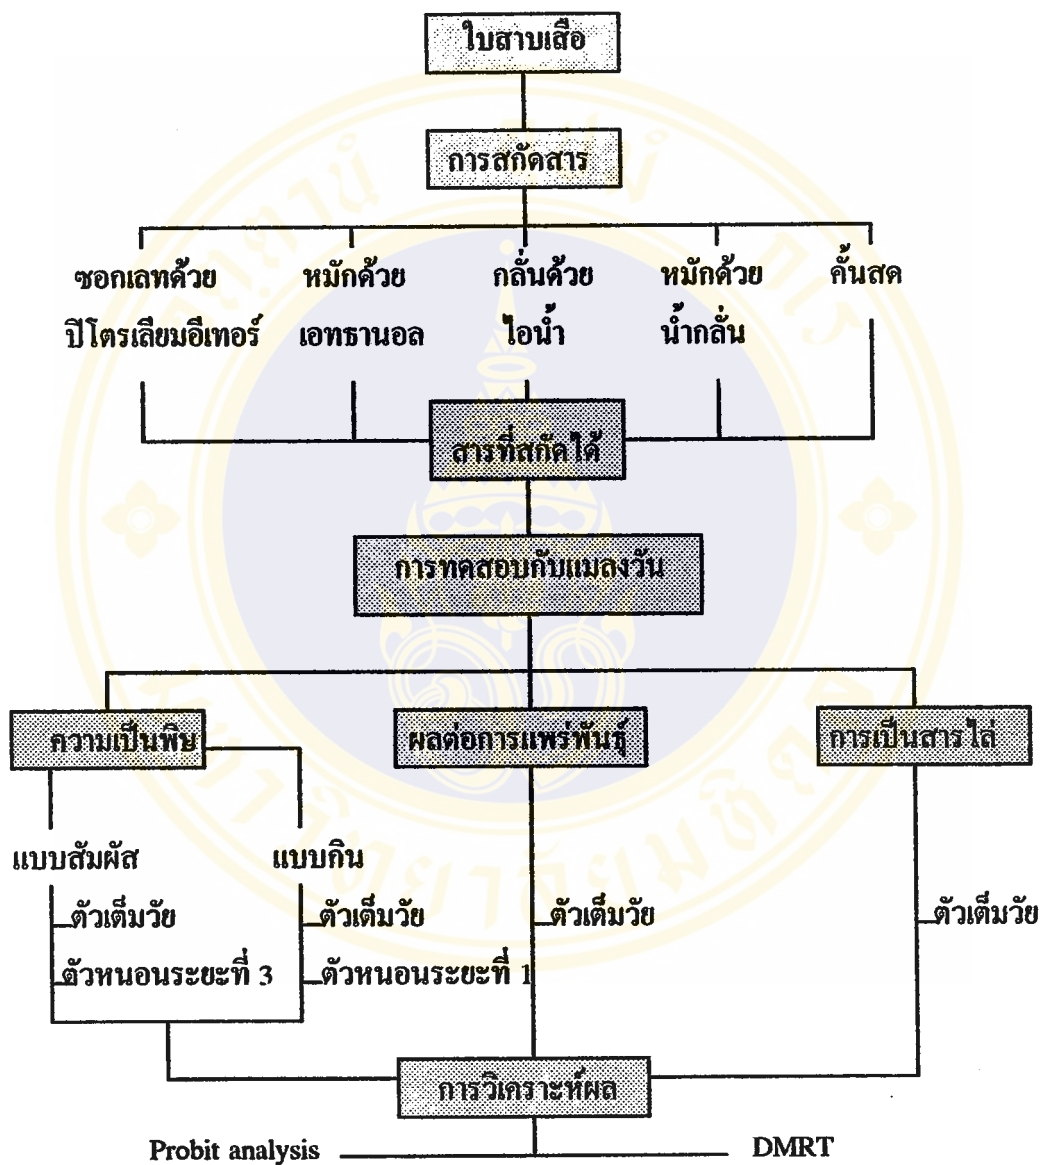 ใบสาบเสือ
การสกัดสาร
ซอกเลทด้วย
ปิโตรเลียมอีเทอร์
หมักด้วย
เอทธานอล
กลั่นด้วย
ไอน้ำ
หมักด้วย
น้ำกลั่น
คั้นสด
สารที่สกัดได้
การทดสอบกับแมลงวัน
ความเป็นพิษ
ผลต่อการแพร่พันธุ์
การเป็นสารไล่
แบบสัมผัส
แบบกิน
ตัวเต็มวัย
ตัวเต็มวัย
ตัวเต็มวัย
ตัวเต็มวัย
ตัวหนอนระยะที่ 3
ตัวหนอนระยะที่ 1
การวิเคราะห์ผล
Probit analysis
DMRT